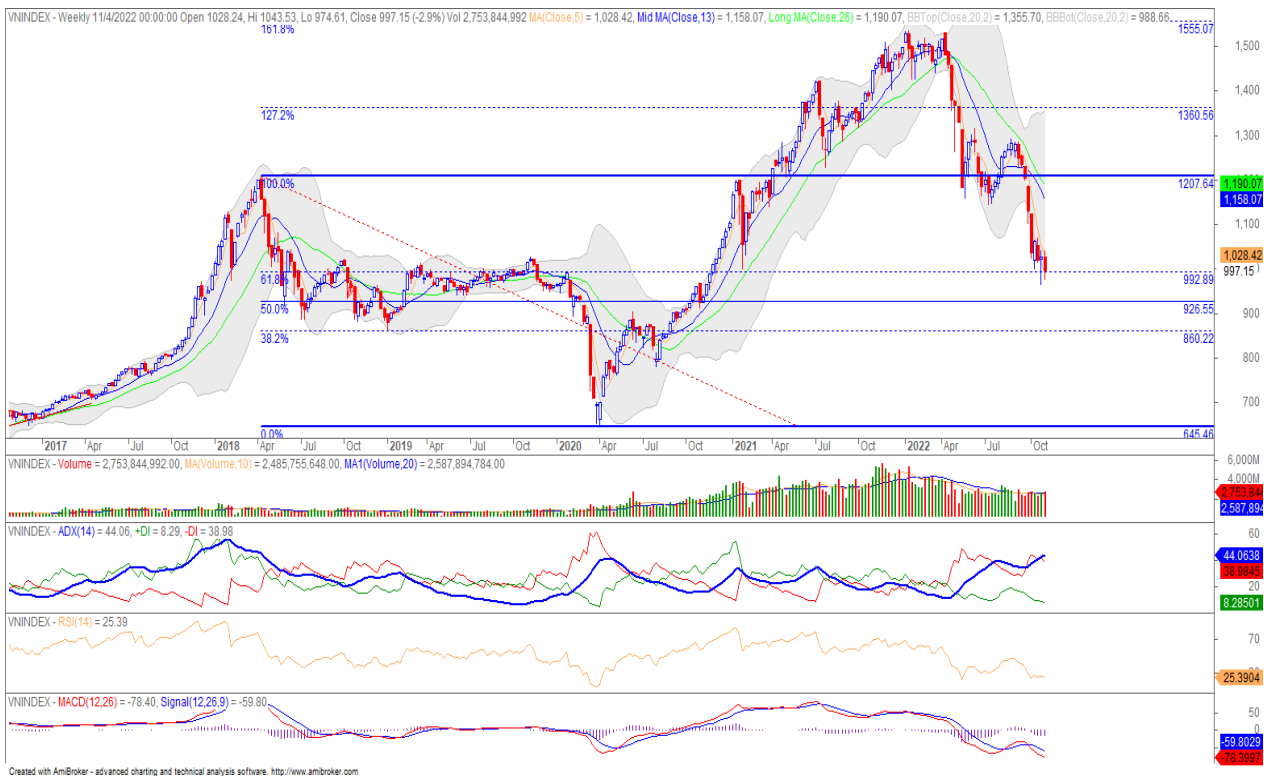 VNINDEX - Weekly 11/4/2022 00:00:00 Open 1028.24, Hi 1043.53, Lo 974.61, Close 997.15 (-2.9%) Vol 2,753,844,992 MA(Close,5) = 1,028.42, Mid MA(Close,13) = 1,158.07, Long MA(Close,26) = 1,190.07, BBTop(Close,20,2) = 1,355.70, BBBot(Close,20,2) = 988.66
161.8% 1555.07
1,500
1,400
127.2% 1360.56
1,300
100.0% 1207.64 1,190.07
1,158.07
1,100
1,028.42
997.15
61.8% 992.89
50.0% 926.55
900
38.2% 860.22
800
700
0.0% 645.46
2017 Apr Jul Oct 2018 Apr Jul Oct 2019 Apr Jul Oct 2020 Apr Jul Oct 2021 Apr Jul Oct 2022 Apr Jul Oct
VNINDEX - Volume = 2,753,844,992.00, MA(Volume,10) = 2,485,755,648.00, MA1(Volume,20) = 2,587,894,784.00
6,000M
4,000M
2,753,844
2,587,894
VNINDEX - ADX(14) = 44.06, +DI = 8.29, -DI = 38.98
60
44.0638
38.9845
20
8.28501
VNINDEX - RSI(14) = 25.39
70
25.3904
VNINDEX - MACD(12,26) = -78.40, Signal(12,26,9) = -59.80
50
0
-59.8029
-78.3997
Created with AmiBroker - advanced charting and technical analysis software. http://www.amibroker.com